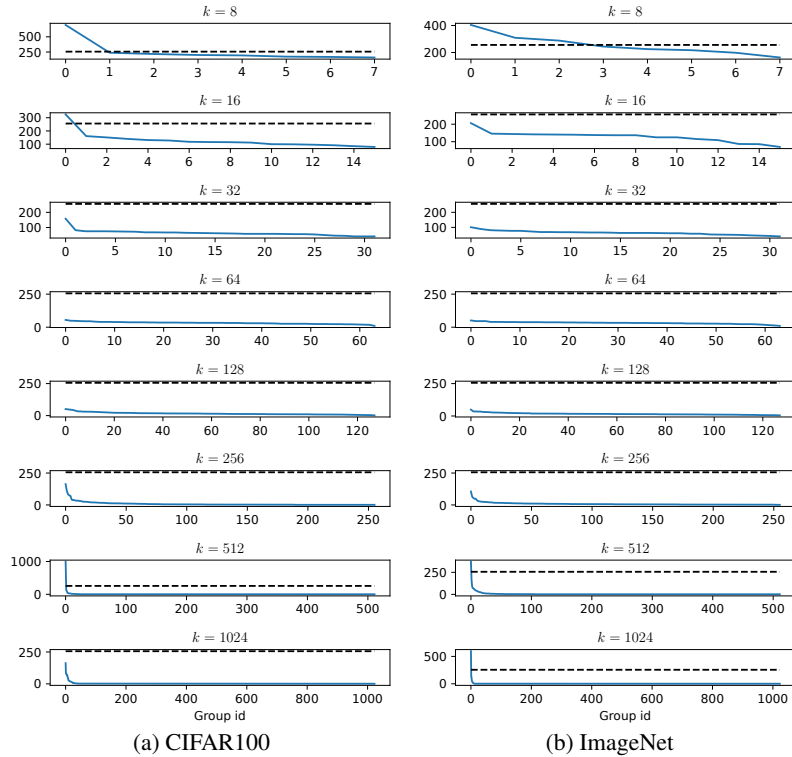 k = 8
500
250
0 1 2 3 4 5 6 7
k = 16
300
200
100
0 2 4 6 8 10 12 14
k = 32
200
100
0 5 10 15 20 25 30
k = 64
250
0
0 10 20 30 40 50 60
k = 128
250
0
0 20 40 60 80 100 120
k = 256
250
0
0 50 100 150 200 250
k = 512
1000
0
0 100 200 300 400 500
k = 1024
250
0
0 200 400 600 800 1000
Group id
(a) CIFAR100
k = 8
400
200
0 1 2 3 4 5 6 7
k = 16
200
100
0 2 4 6 8 10 12 14
k = 32
200
100
0 5 10 15 20 25 30
k = 64
250
0
0 10 20 30 40 50 60
k = 128
250
0
0 20 40 60 80 100 120
k = 256
250
0
0 50 100 150 200 250
k = 512
250
0
0 100 200 300 400 500
k = 1024
500
0
0 200 400 600 800 1000
Group id
(b) ImageNet